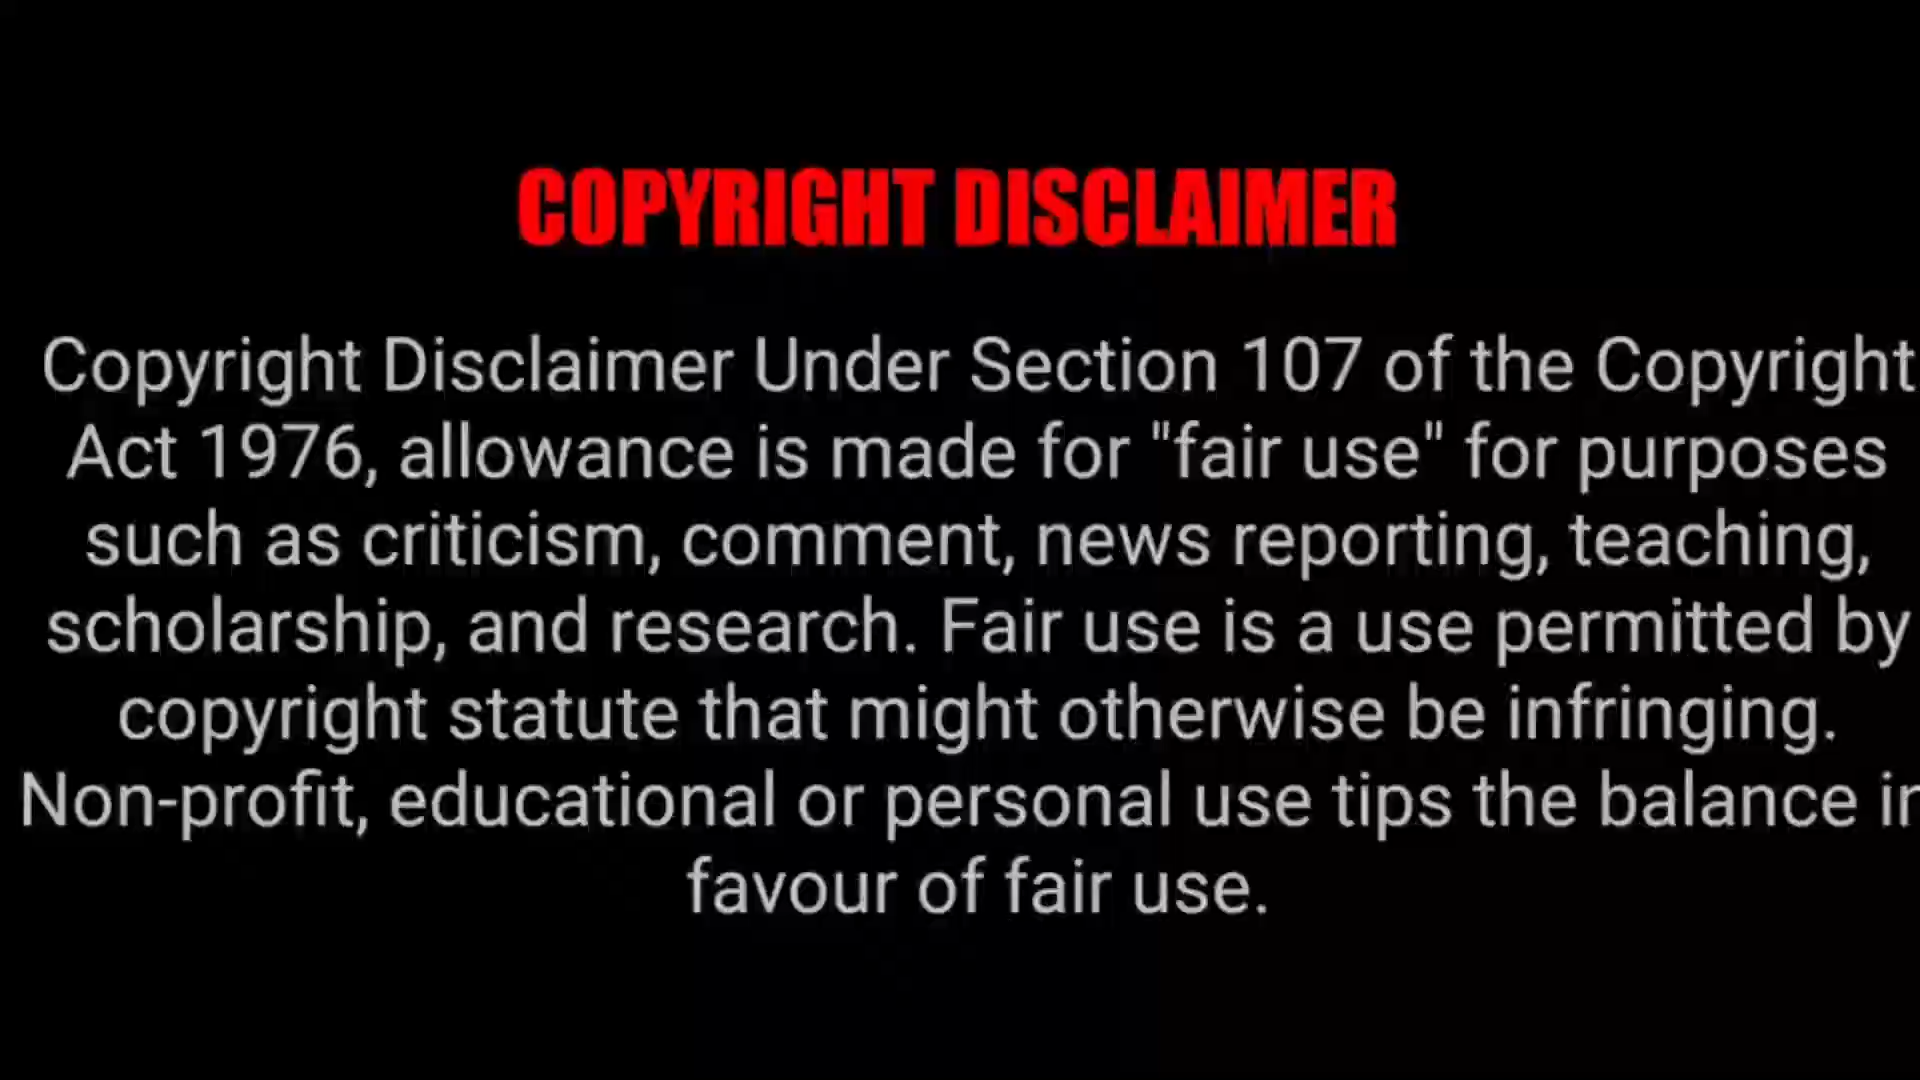 COPYRIGHT DISCLAIMER
Copyright Disclaimer Under Section 107 of the Copyright
Act 1976, allowance is made for "fair use" for purposes
such as criticism, comment, news reporting, teaching,
scholarship, and research. Fair use is a use permitted by
copyright statute that might otherwise be infringing.
Non-profit, educational or personal use tips the balance in
favour of fair use.